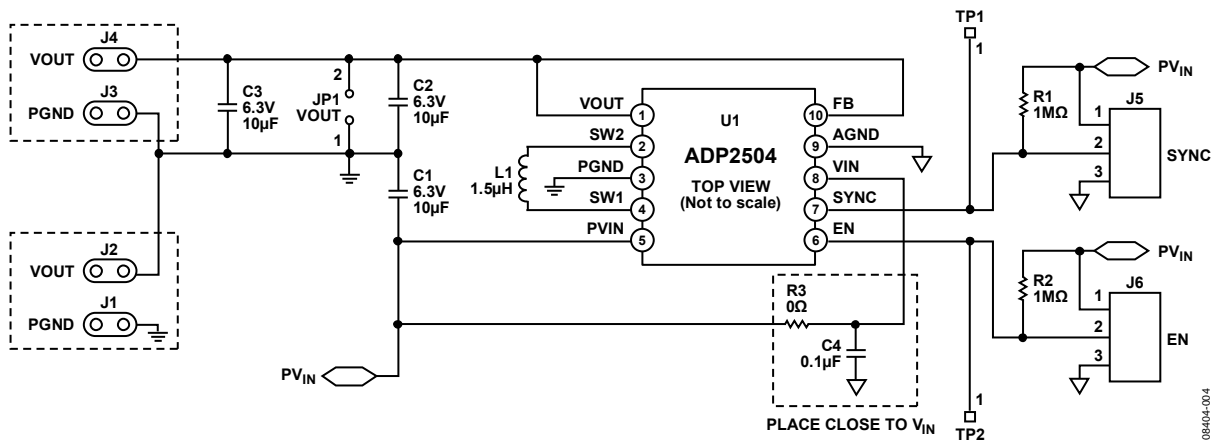 TP1
1
J4
VOUT
J3
PGND
C3
6.3V
10µF
2
JP1
VOUT
1
C2
6.3V
10µF
C1
6.3V
10µF
J2
VOUT
J1
PGND
PVIN
L1
1.5µH
VOUT
SW2
PGND
SW1
PVIN
1
2
3
4
5
U1
ADP2504
TOP VIEW
(Not to scale)
10
9
8
7
6
FB
AGND
VIN
SYNC
EN
R3
0Ω
C4
0.1µF
PLACE CLOSE TO VIN
R1
1MΩ
PVIN
J5
1
2
3
SYNC
R2
1MΩ
PVIN
J6
1
2
3
EN
1
TP2
08404-004